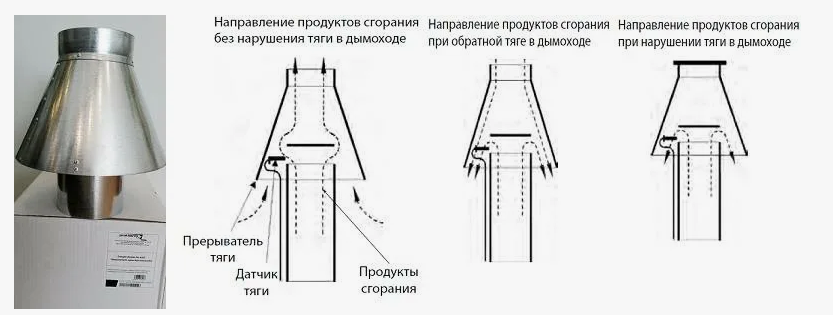 Направление продуктов сгорания
без нарушения тяги в дымоходе
Направление продуктов сгорания
при обратной тяге в дымоходе
Направление продуктов сгорания
при нарушении тяги в дымоходе
Прерыватель
тяги
Датчик
тяги
Продукты
сгорания